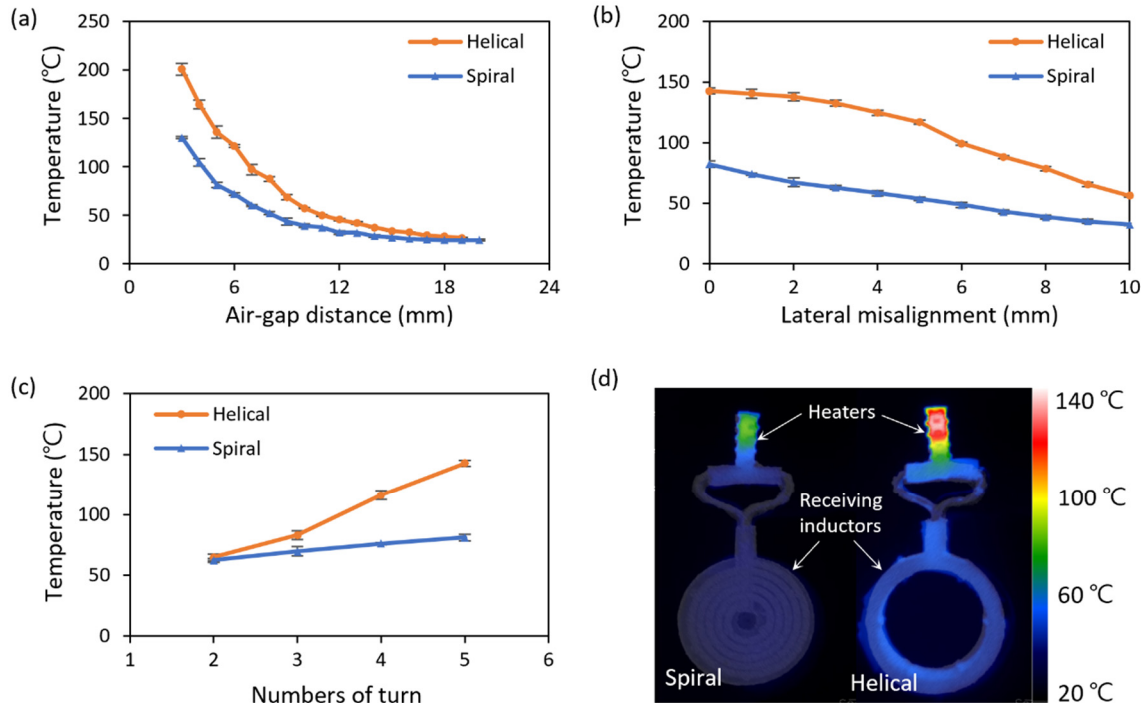 (a)
250
200
150
100
50
0
Temperature (℃)
Helical
Spiral
0 6 12 18 24
Air-gap distance (mm)
(b)
200
150
100
50
0
Temperature (℃)
Helical
Spiral
0 2 4 6 8 10
Lateral misalignment (mm)
(c)
200
150
100
50
0
Temperature (℃)
Helical
Spiral
1 2 3 4 5 6
Numbers of turn
(d)
Heaters
Receiving
inductors
Spiral
Helical
140 ℃
100 ℃
60 ℃
20 ℃